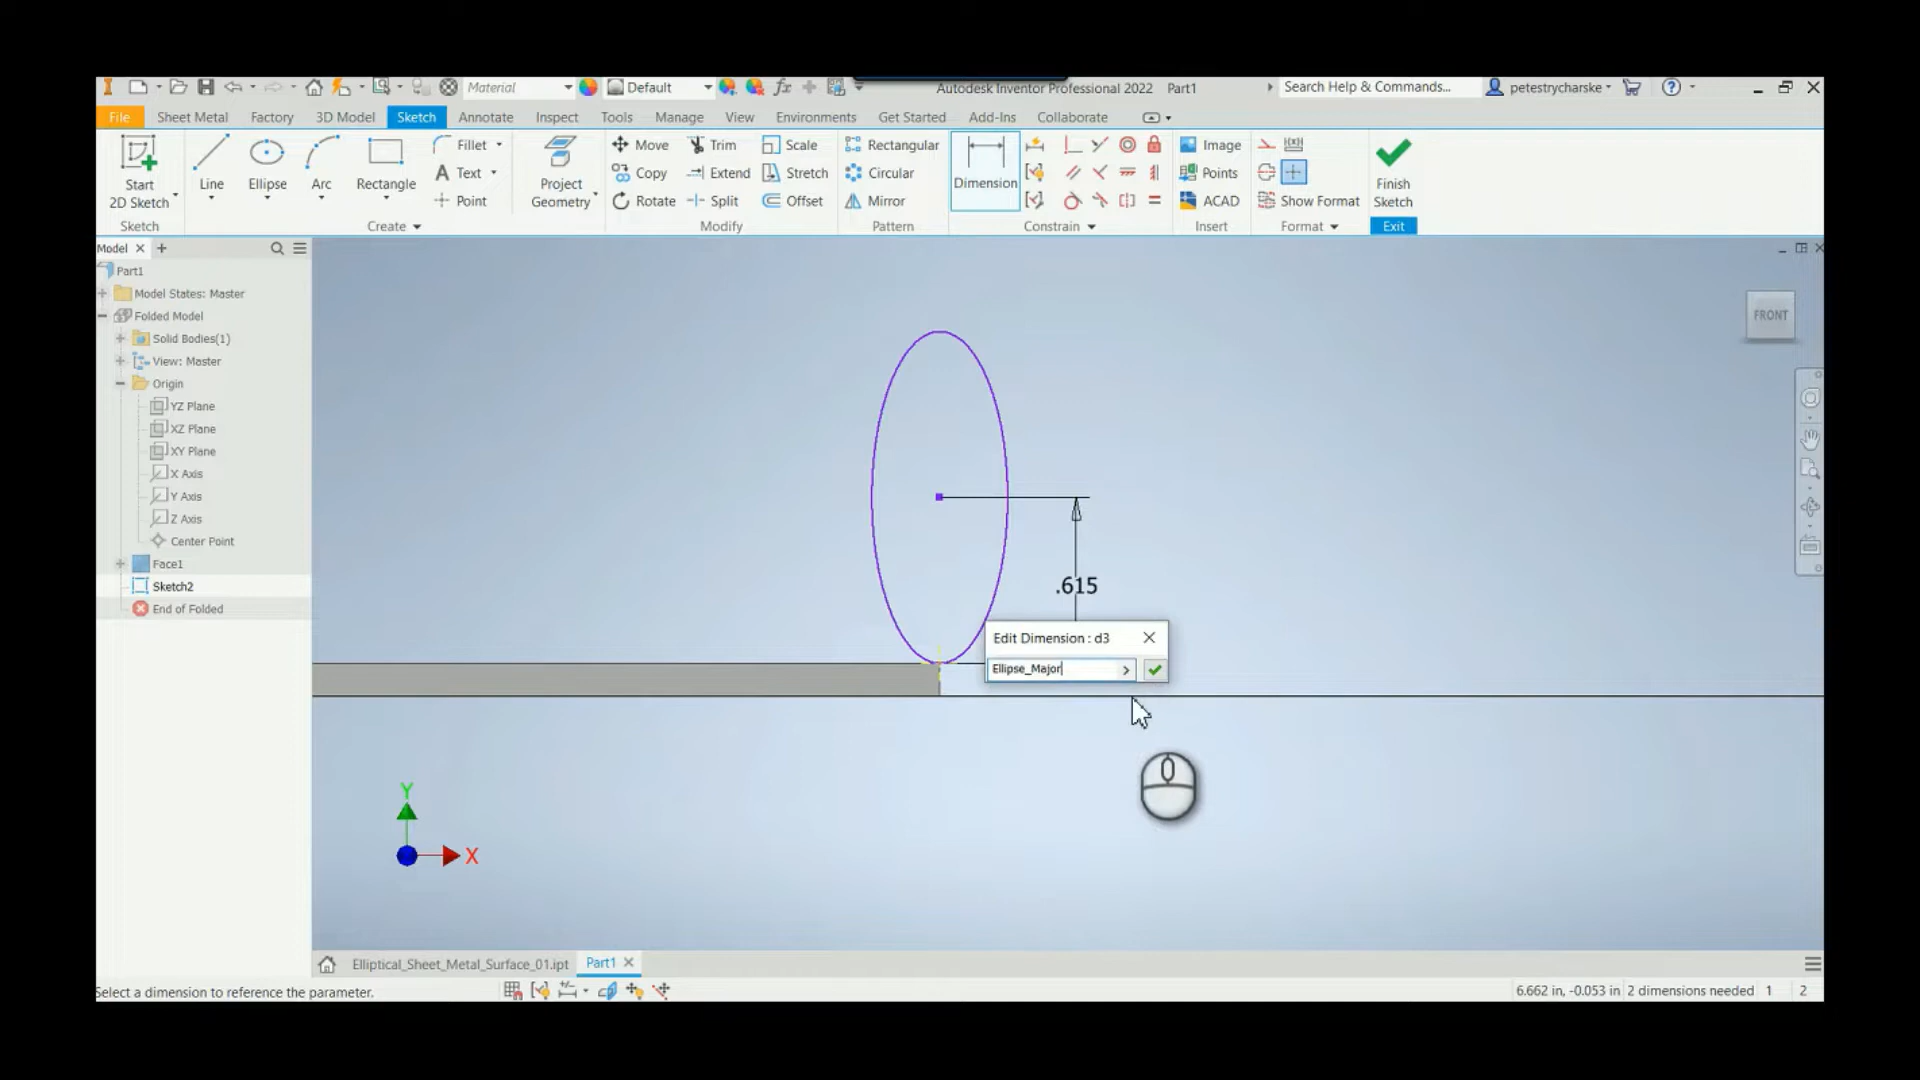 Material
Default
fx
Autodesk Inventor Professional 2022 Part1
Search Help & Commands...
petestrycharske
File
Sheet Metal
Factory
3D Model
Sketch
Annotate
Inspect
Tools
Manage
View
Environments
Get Started
Add-Ins
Collaborate
Start
2D Sketch
Line
Ellipse
Arc
Rectangle
Fillet
Text
Point
Project
Geometry
Move
Copy
Rotate
Trim
Extend
Split
Scale
Stretch
Offset
Rectangular
Circular
Mirror
Dimension
Image
Points
ACAD
Show Format
Finish
Sketch
Sketch
Create
Modify
Pattern
Constrain
Insert
Format
Exit
Model
Part1
Model States: Master
Folded Model
Solid Bodies(1)
View: Master
Origin
YZ Plane
XZ Plane
XY Plane
X Axis
Y Axis
Z Axis
Center Point
Face1
Sketch2
End of Folded
FRONT
.615
Edit Dimension : d3
Ellipse_Major
Y
X
Elliptical_Sheet_Metal_Surface_01.ipt
Part1
Select a dimension to reference the parameter.
6.662 in, -0.053 in 2 dimensions needed 1 2